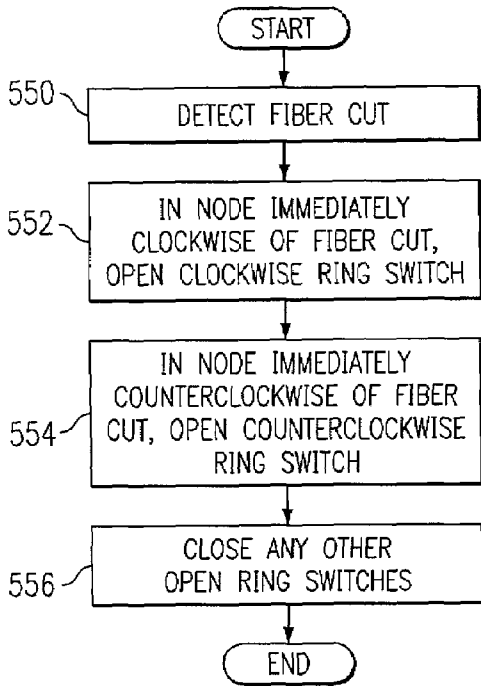 START
550
DETECT FIBER CUT
552
IN NODE IMMEDIATELY
CLOCKWISE OF FIBER CUT,
OPEN CLOCKWISE RING SWITCH
554
IN NODE IMMEDIATELY
COUNTERCLOCKWISE OF FIBER
CUT, OPEN COUNTERCLOCKWISE
RING SWITCH
556
CLOSE ANY OTHER
OPEN RING SWITCHES
END